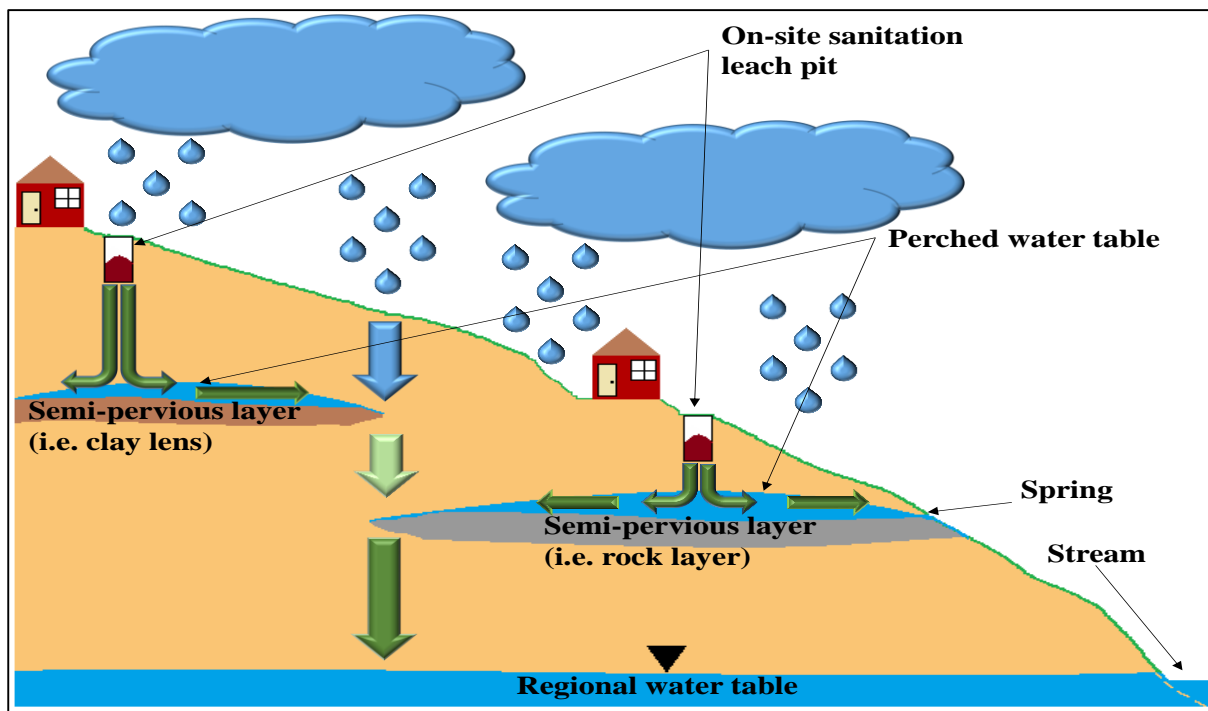 On-site sanitation
leach pit
Perched water table
Semi-pervious layer
(i.e. clay lens)
Spring
Semi-pervious layer
(i.e. rock layer)
Stream
Regional water table